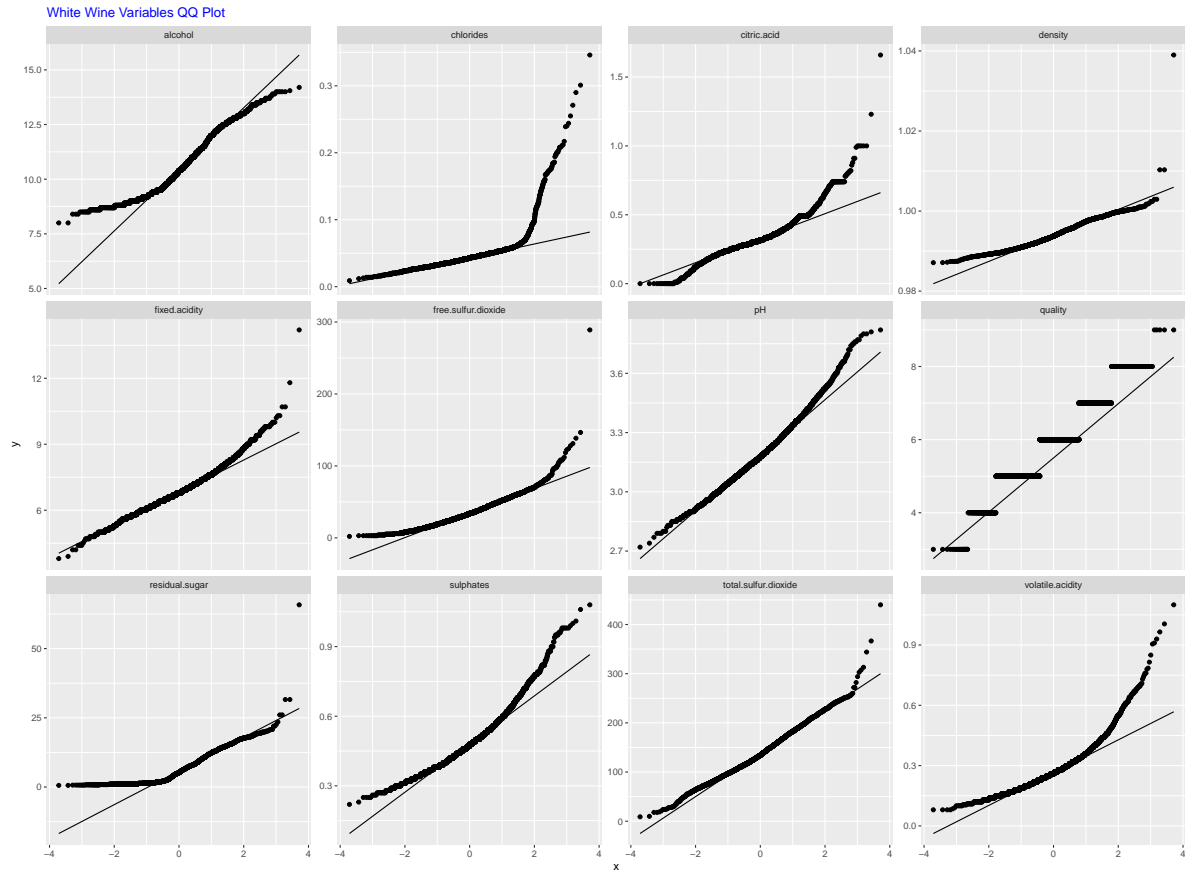 White Wine Variables QQ Plot
alcohol chlorides citric.acid density
15.0 12.5 10.0 7.5 5.0
0.3 0.2 0.1 0.0
1.5 1.0 0.5 0.0
1.04 1.02 1.00 0.98
fixed.acidity free.sulfur.dioxide pH quality
12 9 6
300 200 100 0
3.6 3.3 3.0 2.7
8 6 4
y
residual.sugar sulphates total.sulfur.dioxide volatile.acidity
50 25 0
0.9 0.6 0.3
400 300 200 100 0
0.9 0.6 0.3 0.0
−4 −2 0 2 4 −4 −2 0 2 4 −4 −2 0 2 4 −4 −2 0 2 4
x